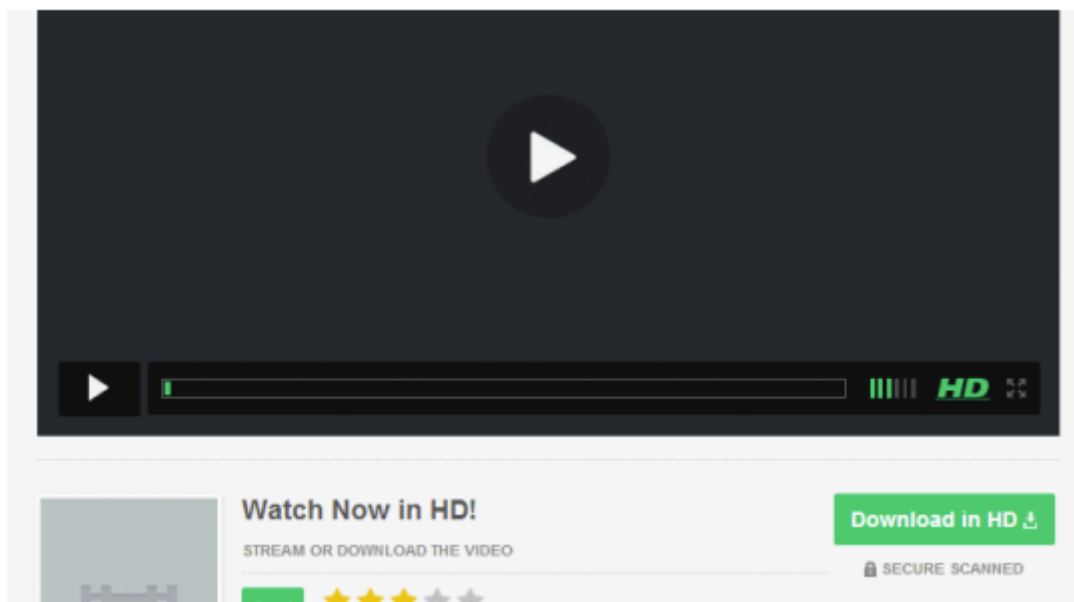 HD
Watch Now in HD!
Download in HD
STREAM OR DOWNLOAD THE VIDEO
SECURE SCANNED